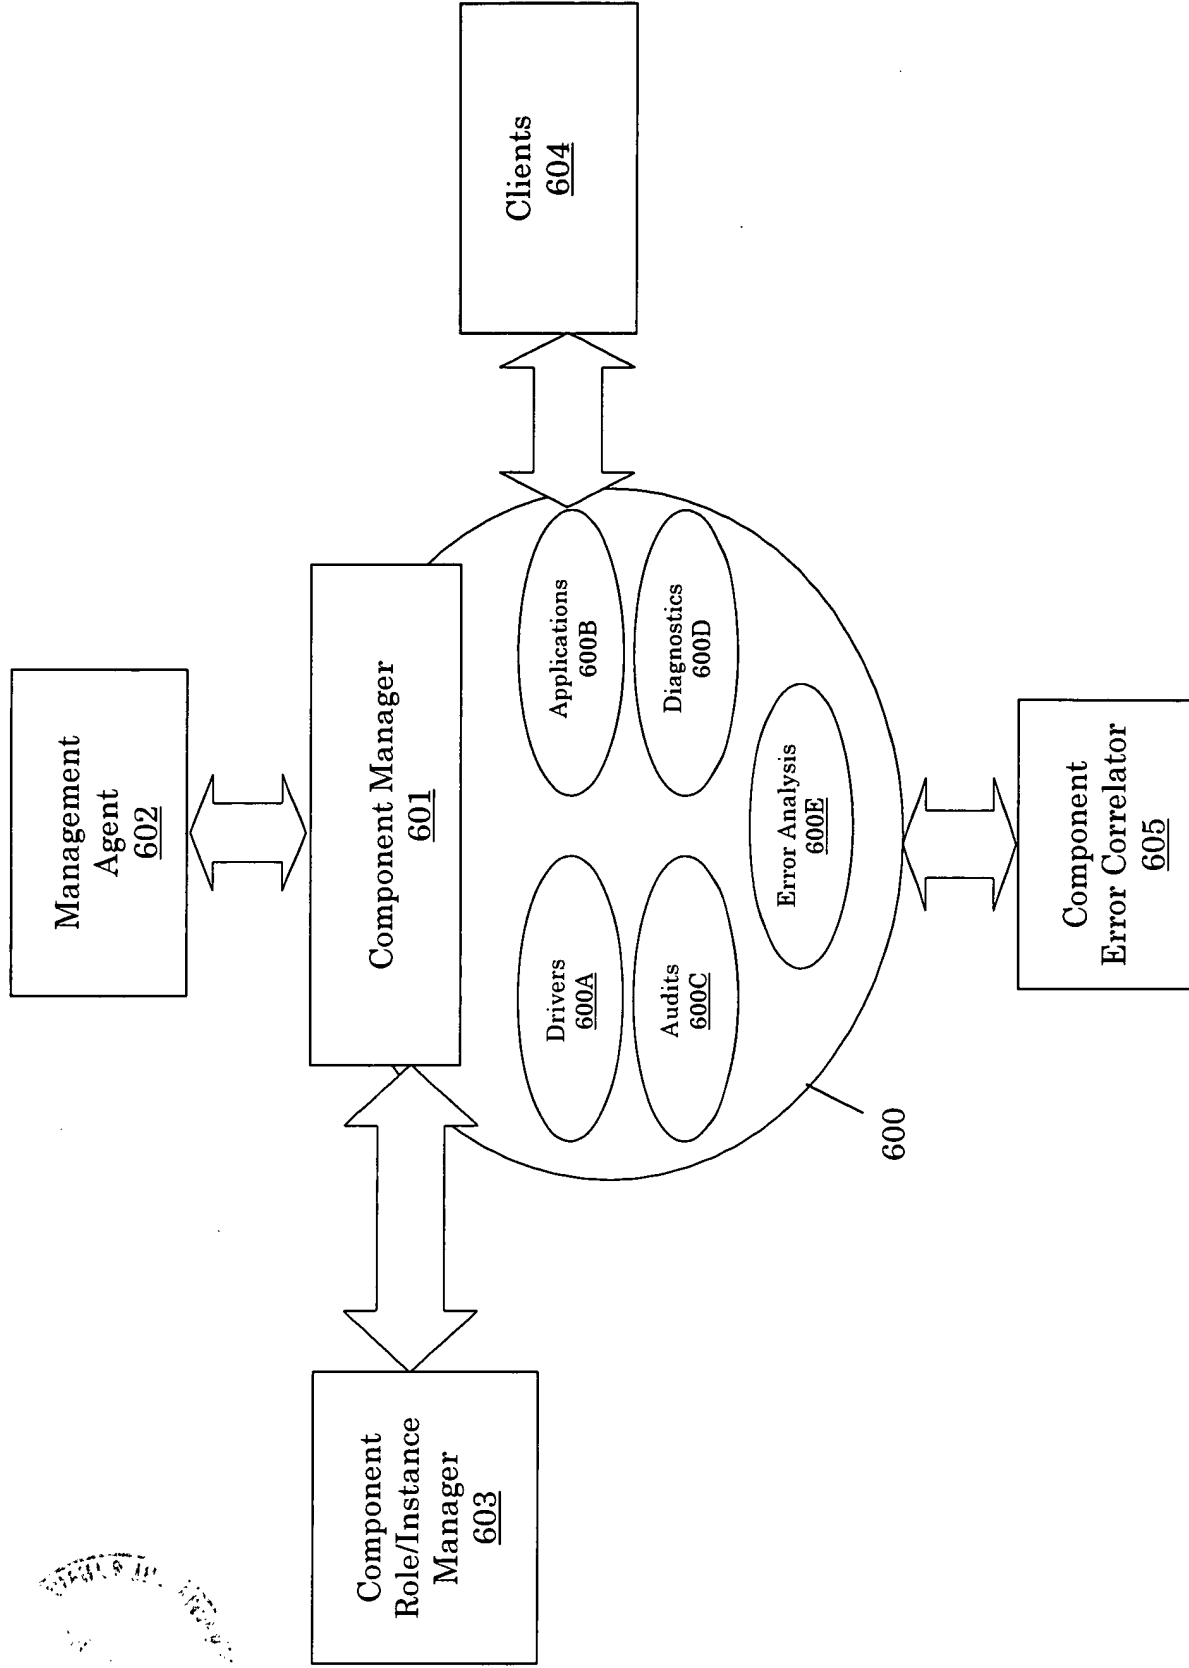 Management
Agent
602
Component
Role/Instance
Manager
603
Component Manager
601
Clients
604
Drivers
600A
Applications
600B
Audits
600C
Diagnostics
600D
Error Analysis
600E
600
Component
Error Correlator
605